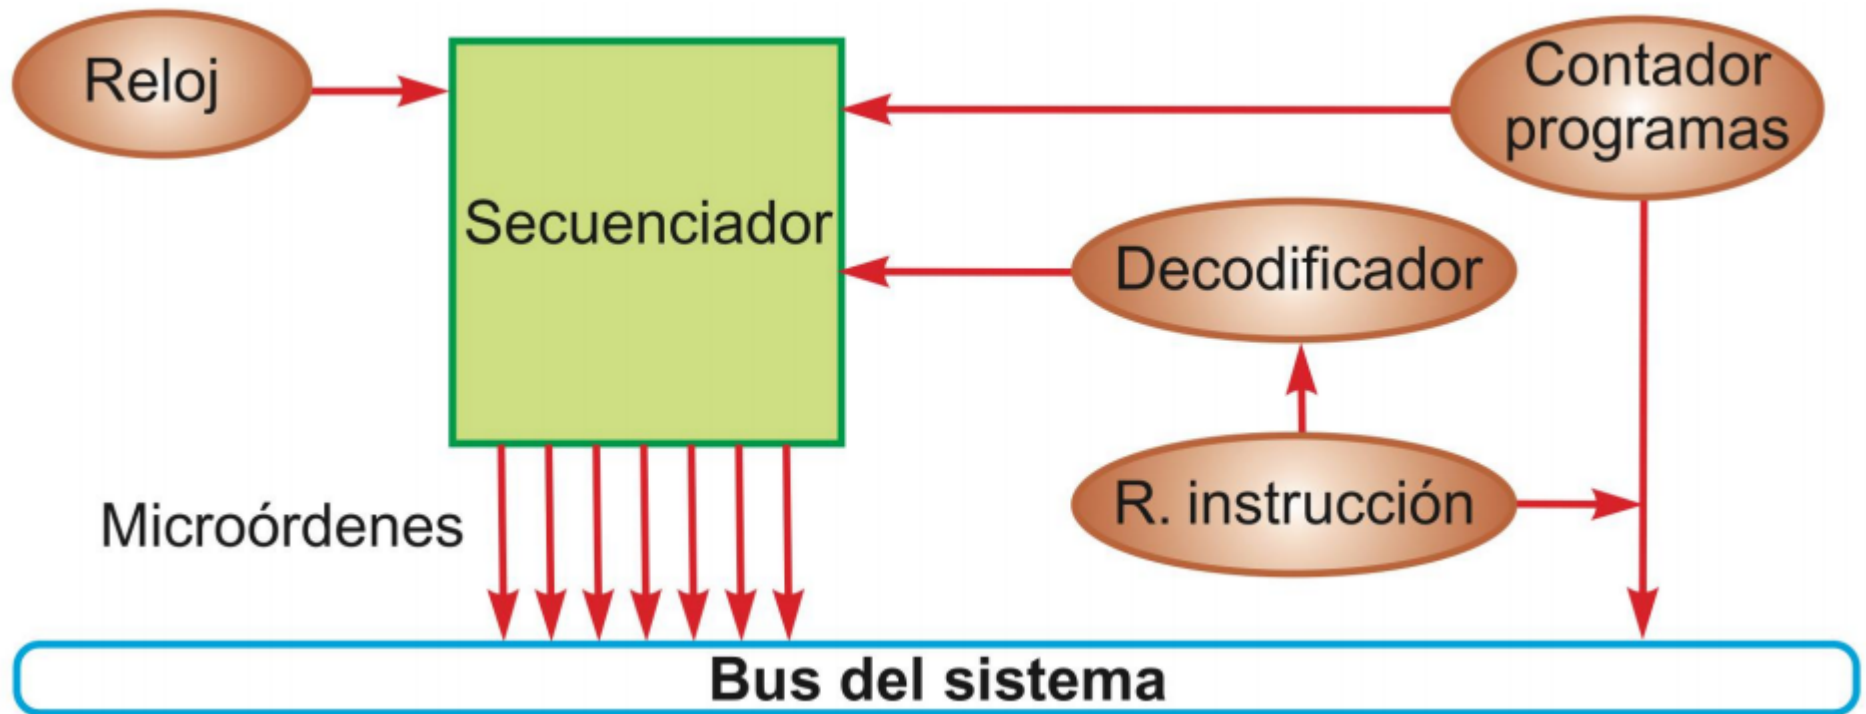 Reloj
Contador
programas
Secuenciador
Decodificador
R. instrucción
Microórdenes
Bus del sistema